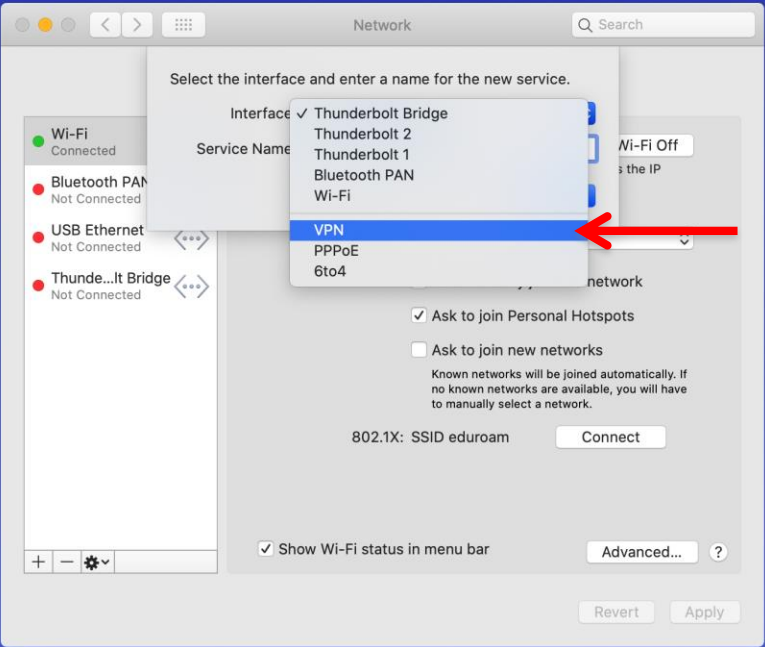 Network
Search
Select the interface and enter a name for the new service.
Interface
✓ Thunderbolt Bridge
Thunderbolt 2
Thunderbolt 1
Bluetooth PAN
Wi-Fi
VPN
PPPoE
6to4
Service Name
Wi-Fi
Connected
Bluetooth PAN
Not Connected
USB Ethernet
Not Connected
Thunde...lt Bridge
Not Connected
Wi-Fi Off
the IP
network
Ask to join Personal Hotspots
Ask to join new networks
Known networks will be joined automatically. If
no known networks are available, you will have
to manually select a network.
802.1X: SSID eduroam
Connect
Show Wi-Fi status in menu bar
Advanced...
?
Revert
Apply